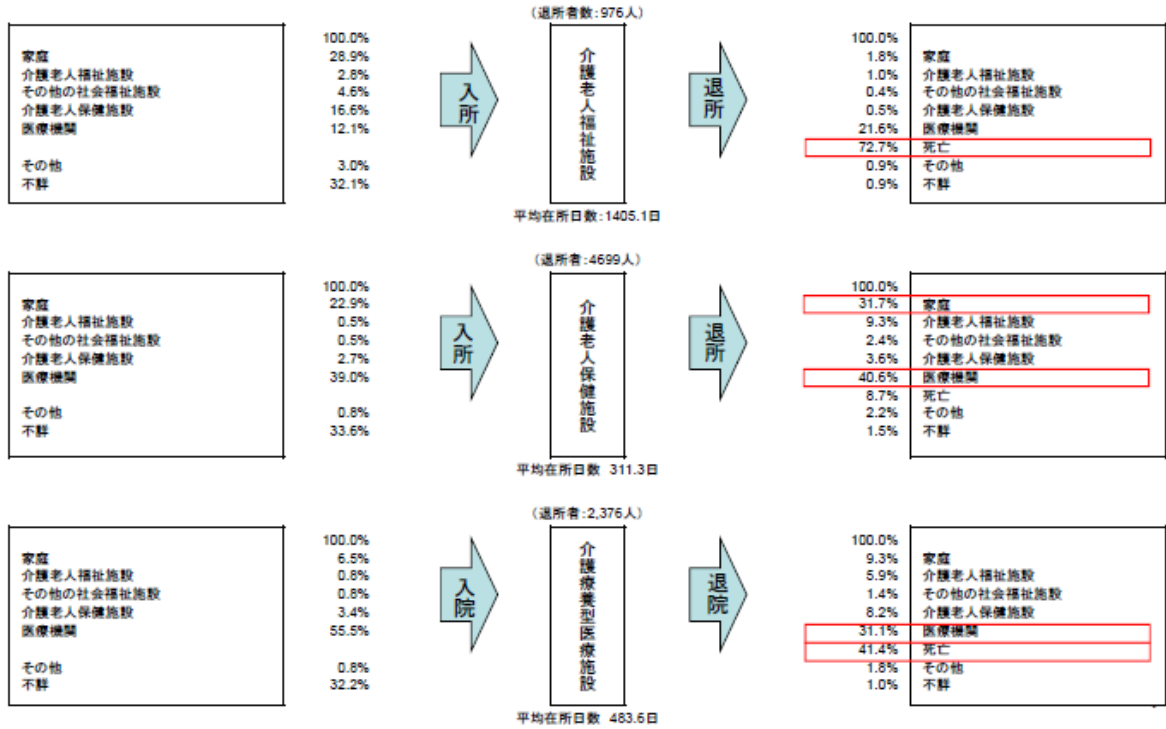 (退所者数:976人)
100.0%
家庭 28.9%
介護老人福祉施設 2.8%
その他の社会福祉施設 4.6%
介護老人保健施設 16.6%
医療機関 12.1%
その他 3.0%
不詳 32.1%
入所
介護老人福祉施設
退所
100.0%
1.8% 家庭
1.0% 介護老人福祉施設
0.4% その他の社会福祉施設
0.5% 介護老人保健施設
21.6% 医療機関
72.7% 死亡
0.9% その他
0.9% 不詳
平均在所日数:1405.1日
(退所者:4699人)
100.0%
家庭 22.9%
介護老人福祉施設 0.5%
その他の社会福祉施設 0.5%
介護老人保健施設 2.7%
医療機関 39.0%
その他 0.8%
不詳 33.6%
入所
介護老人保健施設
退所
100.0%
31.7% 家庭
9.3% 介護老人福祉施設
2.4% その他の社会福祉施設
3.6% 介護老人保健施設
40.6% 医療機関
8.7% 死亡
2.2% その他
1.5% 不詳
平均在所日数 311.3日
(退所者:2,376人)
100.0%
家庭 6.5%
介護老人福祉施設 0.8%
その他の社会福祉施設 0.8%
介護老人保健施設 3.4%
医療機関 55.5%
その他 0.8%
不詳 32.2%
入院
介護療養型医療施設
退院
100.0%
9.3% 家庭
5.9% 介護老人福祉施設
1.4% その他の社会福祉施設
8.2% 介護老人保健施設
31.1% 医療機関
41.4% 死亡
1.8% その他
1.0% 不詳
平均在所日数 483.6日